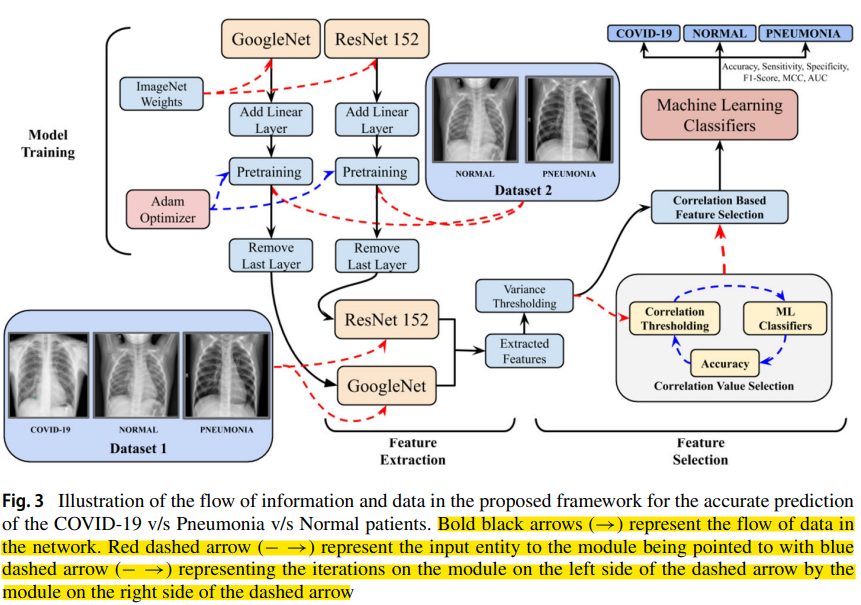 GoogleNet
ResNet 152
COVID-19
NORMAL
PNEUMONIA
Accuracy, Sensitivity, Specificity,
F1-Score, MCC, AUC
ImageNet
Weights
Add Linear
Layer
Add Linear
Layer
Machine Learning
Classifiers
Model
Training
Pretraining
Pretraining
NORMAL
PNEUMONIA
Dataset 2
Adam
Optimizer
Correlation Based
Feature Selection
Remove
Last Layer
Remove
Last Layer
Variance
Thresholding
ResNet 152
Extracted
Features
GoogleNet
Correlation
Thresholding
ML
Classifiers
Accuracy
Correlation Value Selection
COVID-19
NORMAL
PNEUMONIA
Dataset 1
Feature
Extraction
Feature
Selection
Fig. 3 Illustration of the flow of information and data in the proposed framework for the accurate prediction
of the COVID-19 v/s Pneumonia v/s Normal patients. Bold black arrows (→) represent the flow of data in
the network. Red dashed arrow (− →) represent the input entity to the module being pointed to with blue
dashed arrow (− →) representing the iterations on the module on the left side of the dashed arrow by the
module on the right side of the dashed arrow